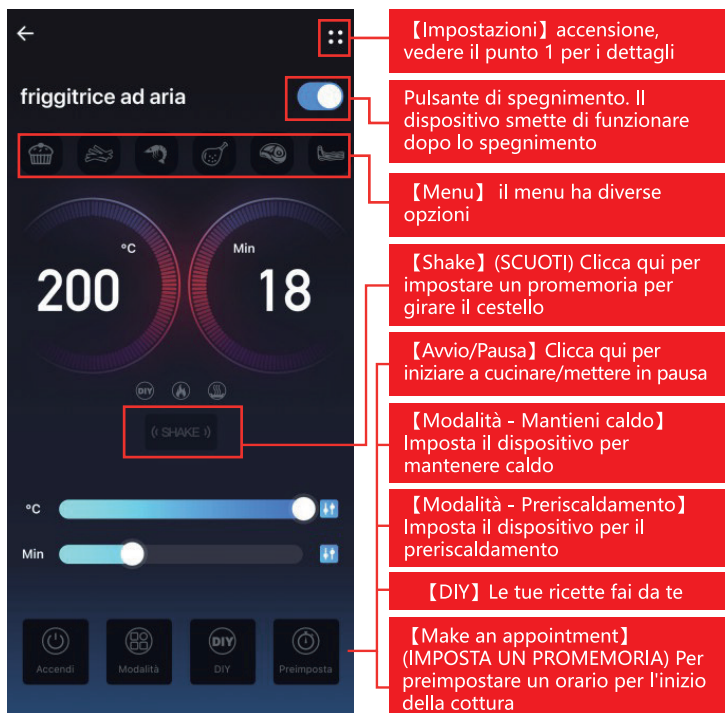 【Impostazioni】 accensione,
vedere il punto 1 per i dettagli
friggitrice ad aria
Pulsante di spegnimento. Il
dispositivo smette di funzionare
dopo lo spegnimento
【Menu】 il menu ha diverse
opzioni
°C
200
Min
18
【Shake】 (SCUOTI) Clicca qui per
impostare un promemoria per
girare il cestello
DIY
((SHAKE))
【Avvio/Pausa】 Clicca qui per
iniziare a cucinare/mettere in pausa
【Modalità - Mantieni caldo】
Imposta il dispositivo per
mantenere caldo
°C
Min
【Modalità - Preriscaldamento】
Imposta il dispositivo per il
preriscaldamento
【DIY】 Le tue ricette fai da te
DIY
Accendi
Modalità
DIY
Preimposta
【Make an appointment】
(IMPOSTA UN PROMEMORIA) Per
preimpostare un orario per l'inizio
della cottura